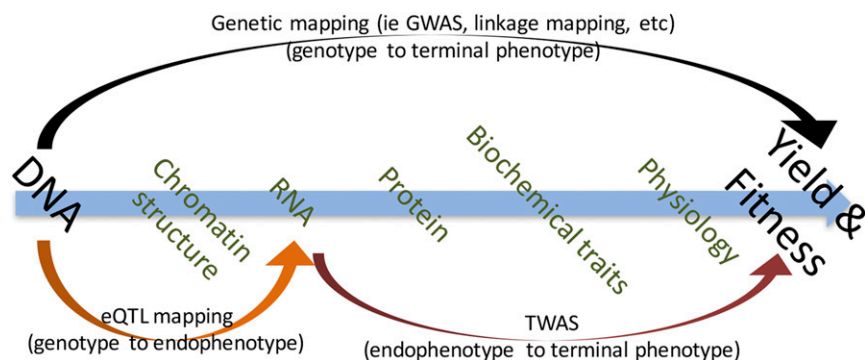 Genetic mapping (ie GWAS, linkage mapping, etc)
(genotype to terminal phenotype)
DNA
Chromatin
structure
RNA
Protein
Biochemical traits
Physiology
Yield &
Fitness
eQTL mapping
(genotype to endophenotype)
TWAS
(endophenotype to terminal phenotype)